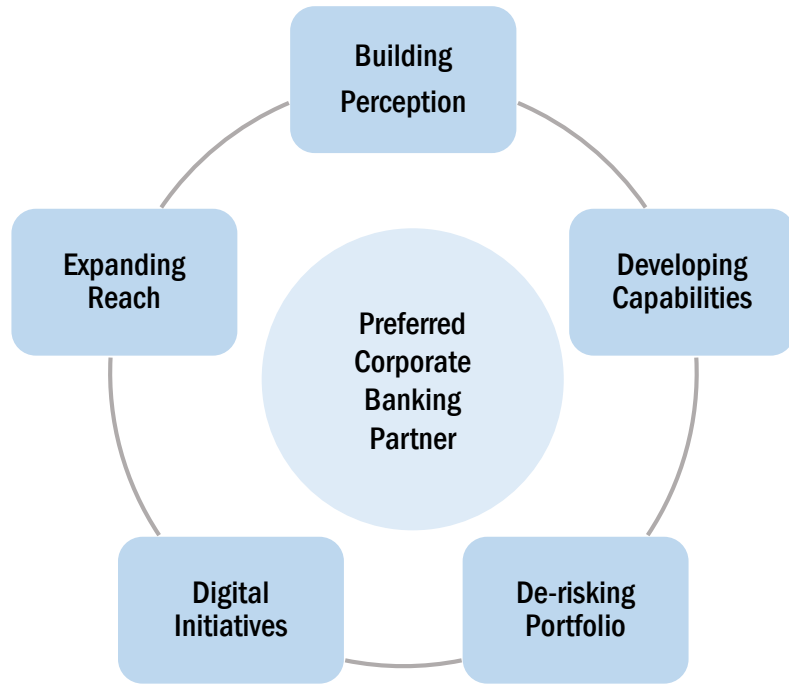 Building
Perception
Developing
Capabilities
De-risking
Portfolio
Digital
Initiatives
Expanding
Reach
Preferred
Corporate
Banking
Partner